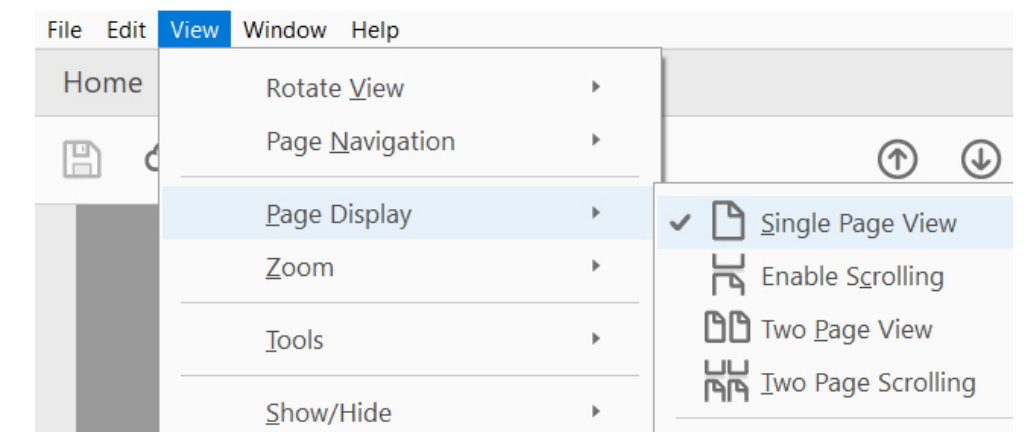 File Edit View Window Help
Home
Rotate View
Page Navigation
Page Display
Zoom
Tools
Show/Hide
Single Page View
Enable Scrolling
Two Page View
Two Page Scrolling